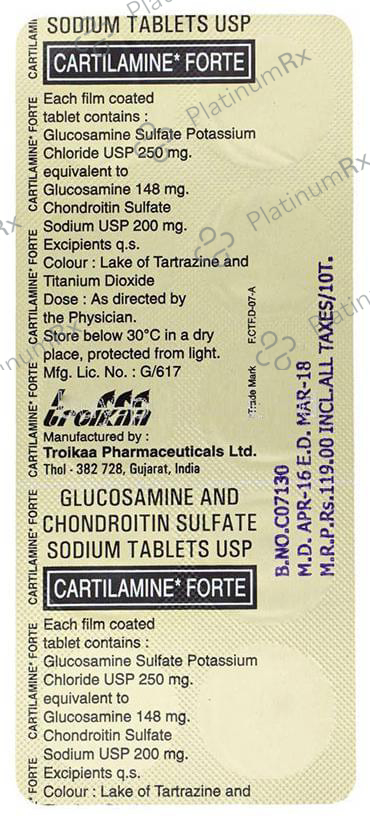 SODIUM TABLETS USP
CARTILAMINE* FORTE
Each film coated
tablet contains :
Glucosamine Sulfate Potassium
Chloride USP 250 mg.
equivalent to
Glucosamine 148 mg.
Chondroitin Sulfate
Sodium USP 200 mg.
Excipients q.s.
Colour : Lake of Tartrazine and
Titanium Dioxide
Dose : As directed by
the Physician.
Store below 30°C in a dry
place, protected from light.
Mfg. Lic. No. : G/617
troikaa
Manufactured by :
Troikaa Pharmaceuticals Ltd.
Thol - 382 728, Gujarat, India
GLUCOSAMINE AND
CHONDROITIN SULFATE
SODIUM TABLETS USP
CARTILAMINE* FORTE
Each film coated
tablet contains :
Glucosamine Sulfate Potassium
Chloride USP 250 mg.
equivalent to
Glucosamine 148 mg.
Chondroitin Sulfate
Sodium USP 200 mg.
Excipients q.s.
Colour : Lake of Tartrazine and
CARTILAMINE* FORTE CARTILAMINE* FORTE CARTILAMINE* FORTE CARTILAMINE* FORTE CARTILAMINE* FORTE
*Trade Mark
F.CTF.D-07-A
B.NO.C07130
M.D. APR-16 E.D. MAR-18
M.R.P.Rs.119.00 INCL.ALL TAXES/10T.
PlatinumRx
PlatinumRx
PlatinumRx
PlatinumRx